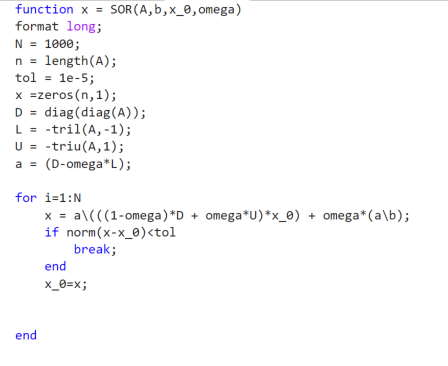 function x = SOR(A,b,x_0,omega)
format long;
N = 1000;
n = length(A);
tol = 1e-5;
x =zeros(n,1);
D = diag(diag(A));
L = -tril(A,-1);
U = -triu(A,1);
a = (D-omega*L);
for i=1:N
x = a\(((1-omega)*D + omega*U)*x_0) + omega*(a\b);
if norm(x-x_0)<tol
break;
end
x_0=x;
end